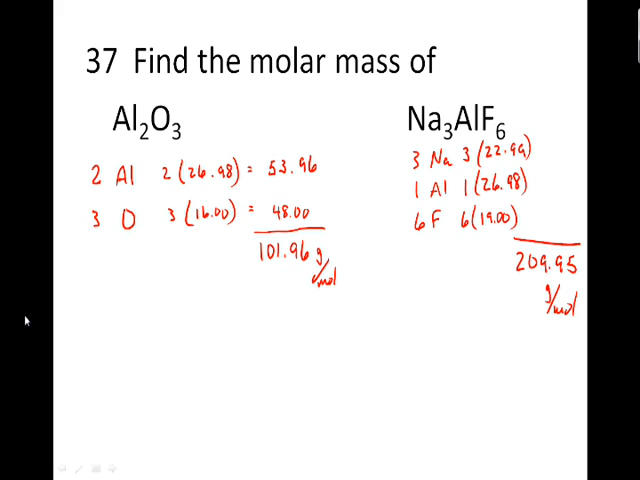 37 Find the molar mass of
Al₂O₃
2 Al 2(26.98) = 53.96
3 O 3(16.00) = 48.00
101.96 g/mol
Na₃AlF₆
3 Na 3(22.99)
1 Al 1(26.98)
6 F 6(19.00)
209.95
g/mol